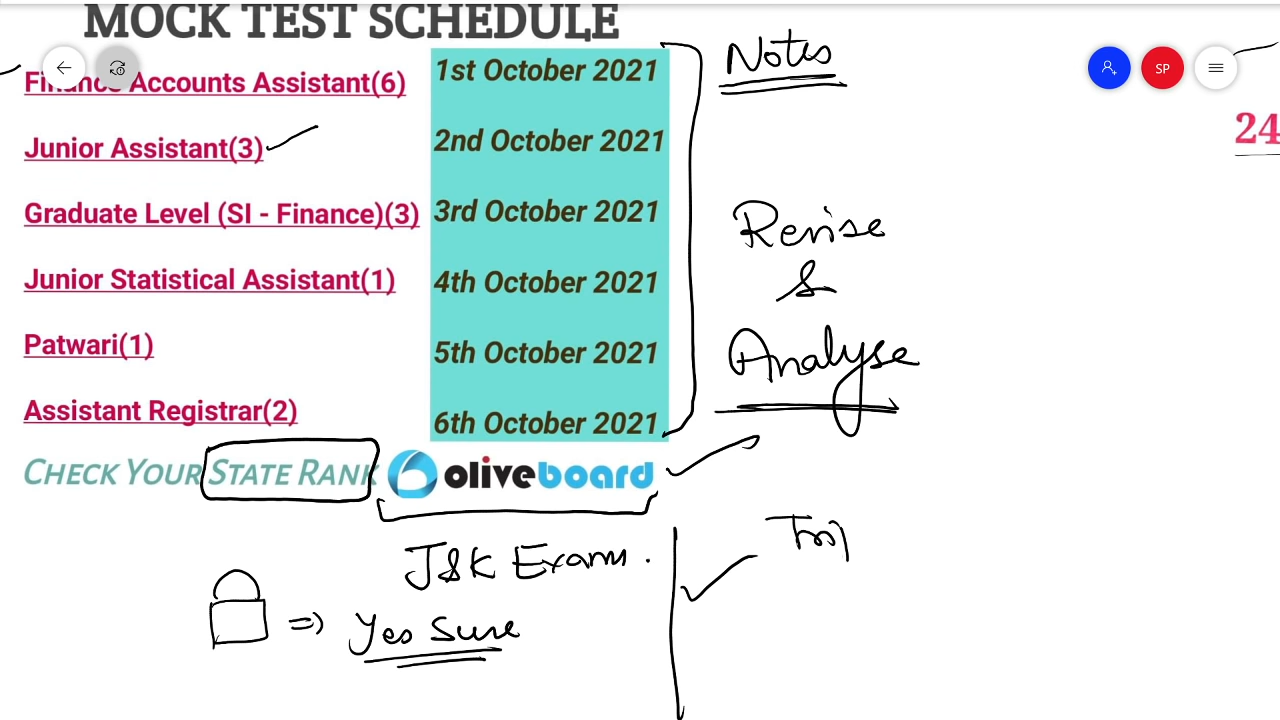 MOCK TEST SCHEDULE
Finance Accounts Assistant(6) 1st October 2021
Junior Assistant(3) 2nd October 2021
Graduate Level (SI - Finance)(3) 3rd October 2021
Junior Statistical Assistant(1) 4th October 2021
Patwari(1) 5th October 2021
Assistant Registrar(2) 6th October 2021
CHECK YOUR STATE RANK oliveboard
Notes
SP
24
Revise
&
Analyse
J&K Exams.
Yes Sure